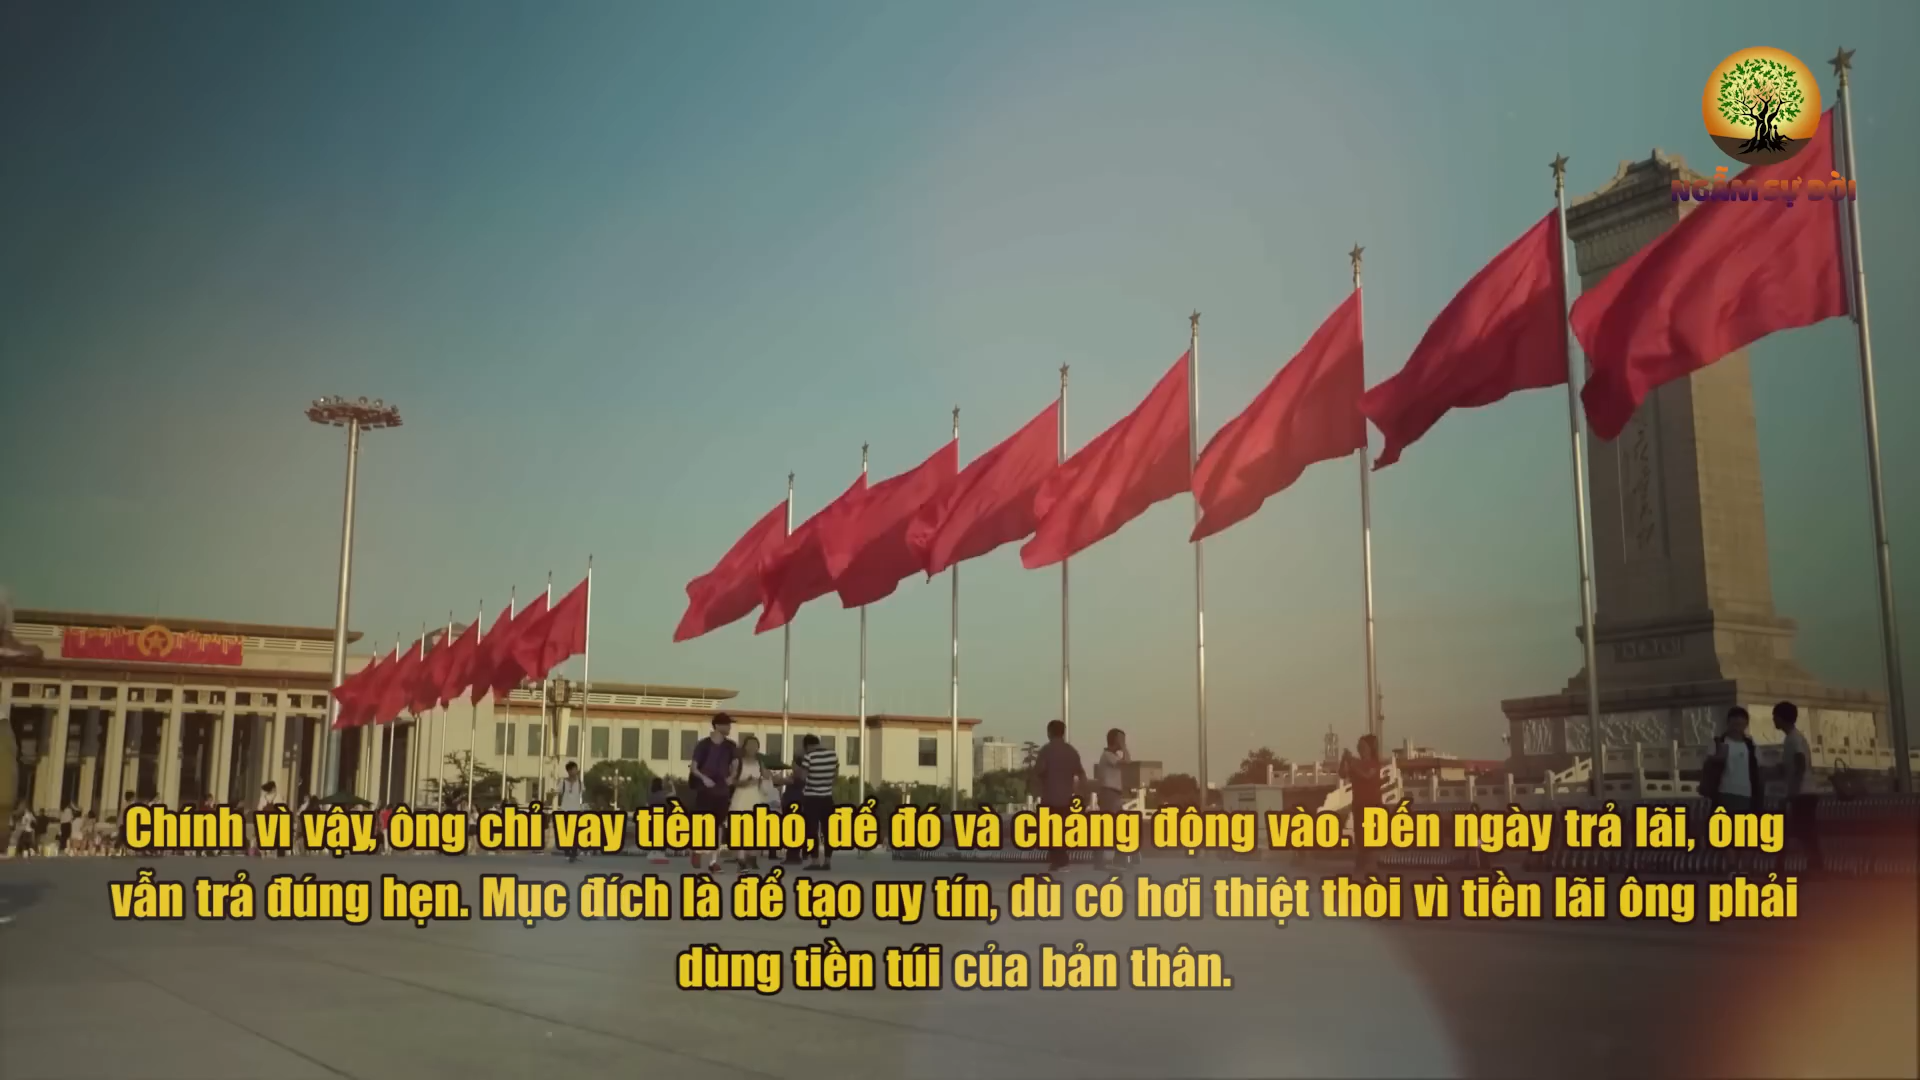 NGẪM SỰ ĐỜI
Chính vì vậy, ông chỉ vay tiền nhỏ, để đó và chẳng động vào. Đến ngày trả lãi, ông
vẫn trả đúng hẹn. Mục đích là để tạo uy tín, dù có hơi thiệt thòi vì tiền lãi ông phải
dùng tiền túi của bản thân.